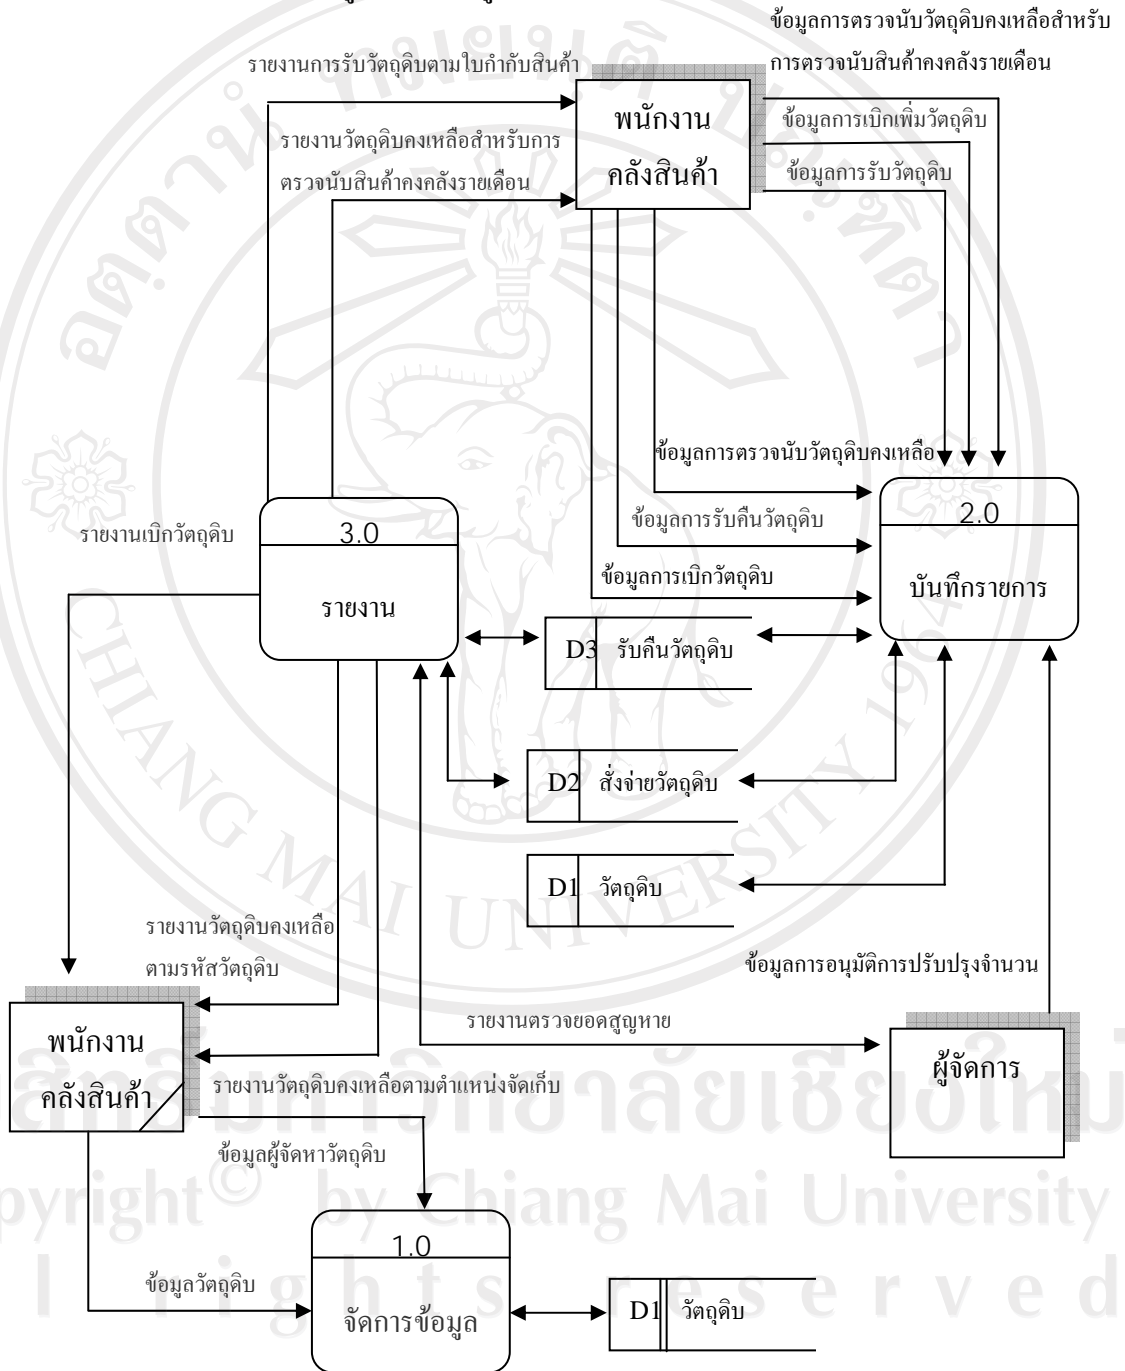 ข้อมูลการตรวจนับวัตถุดิบคงเหลือสำหรับ
การตรวจนับสินค้าคงคลังรายเดือน
รายงานการรับวัตถุดิบตามใบกำกับสินค้า
พนักงาน
คลังสินค้า
ข้อมูลการเบิกเพิ่มวัตถุดิบ
ข้อมูลการรับวัตถุดิบ
รายงานวัตถุดิบคงเหลือสำหรับการ
ตรวจนับสินค้าคงคลังรายเดือน
ข้อมูลการตรวจนับวัตถุดิบคงเหลือ
ข้อมูลการรับคืนวัตถุดิบ
ข้อมูลการเบิกวัตถุดิบ
2.0
บันทึกรายการ
รายงานเบิกวัตถุดิบ
3.0
รายงาน
D3 รับคืนวัตถุดิบ
D2 สั่งจ่ายวัตถุดิบ
D1 วัตถุดิบ
รายงานวัตถุดิบคงเหลือ
ตามรหัสวัตถุดิบ
ข้อมูลการอนุมัติการปรับปรุงจำนวน
รายงานตรวจยอดสูญหาย
พนักงาน
คลังสินค้า
ผู้จัดการ
รายงานวัตถุดิบคงเหลือตามตำแหน่งจัดเก็บ
ข้อมูลผู้จัดหาวัตถุดิบ
1.0
จัดการข้อมูล
ข้อมูลวัตถุดิบ
D1 วัตถุดิบ
CHIANG MAI UNIVERSITY 1964
สิทธิ์มหาวิทยาลัยเชียงใหม่
pyright© by Chiang Mai University
l rights reserved